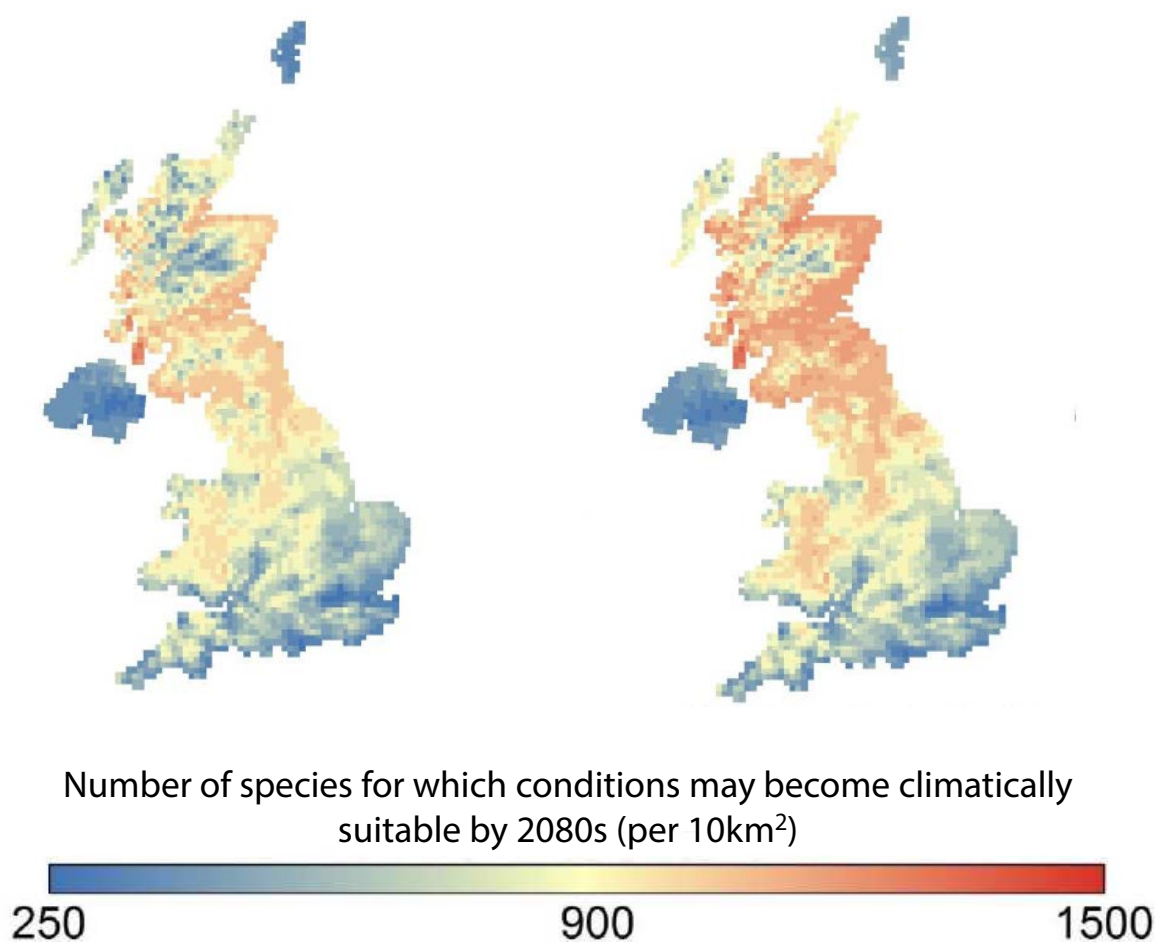 Number of species for which conditions may become climatically
suitable by 2080s (per 10km²)
250 900 1500